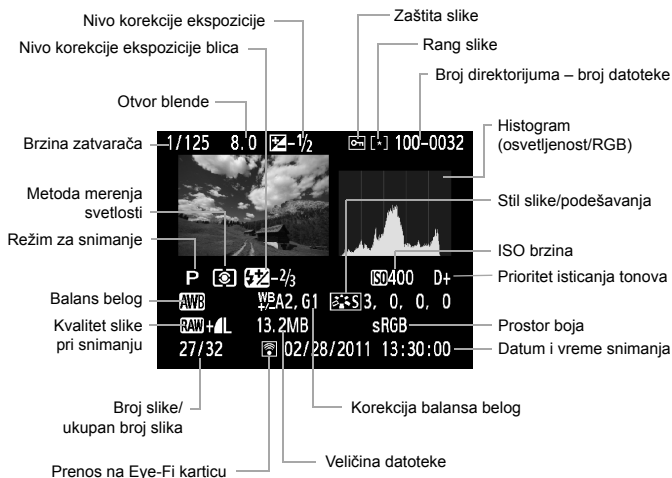 Nivo korekcije ekspozicije
Zaštita slike
Nivo korekcije ekspozicije blica
Rang slike
Broj direktorijuma – broj datoteke
Otvor blende
Histogram
(osvetljenost/RGB)
Brzina zatvarača
1/125 8.0 -1/2 [*] 100-0032
Metoda merenja
svetlosti
Stil slike/podešavanja
Režim za snimanje
ISO brzina
P -2/3 ISO400 D+
Prioritet isticanja tonova
Balans belog
AWB WB+/-A2, G1 S3, 0, 0, 0
Kvalitet slike
pri snimanju
RAW+L 13.2MB sRGB
Prostor boja
27/32 02/28/2011 13:30:00
Datum i vreme snimanja
Broj slike/
ukupan broj slika
Korekcija balansa belog
Prenos na Eye-Fi karticu
Veličina datoteke